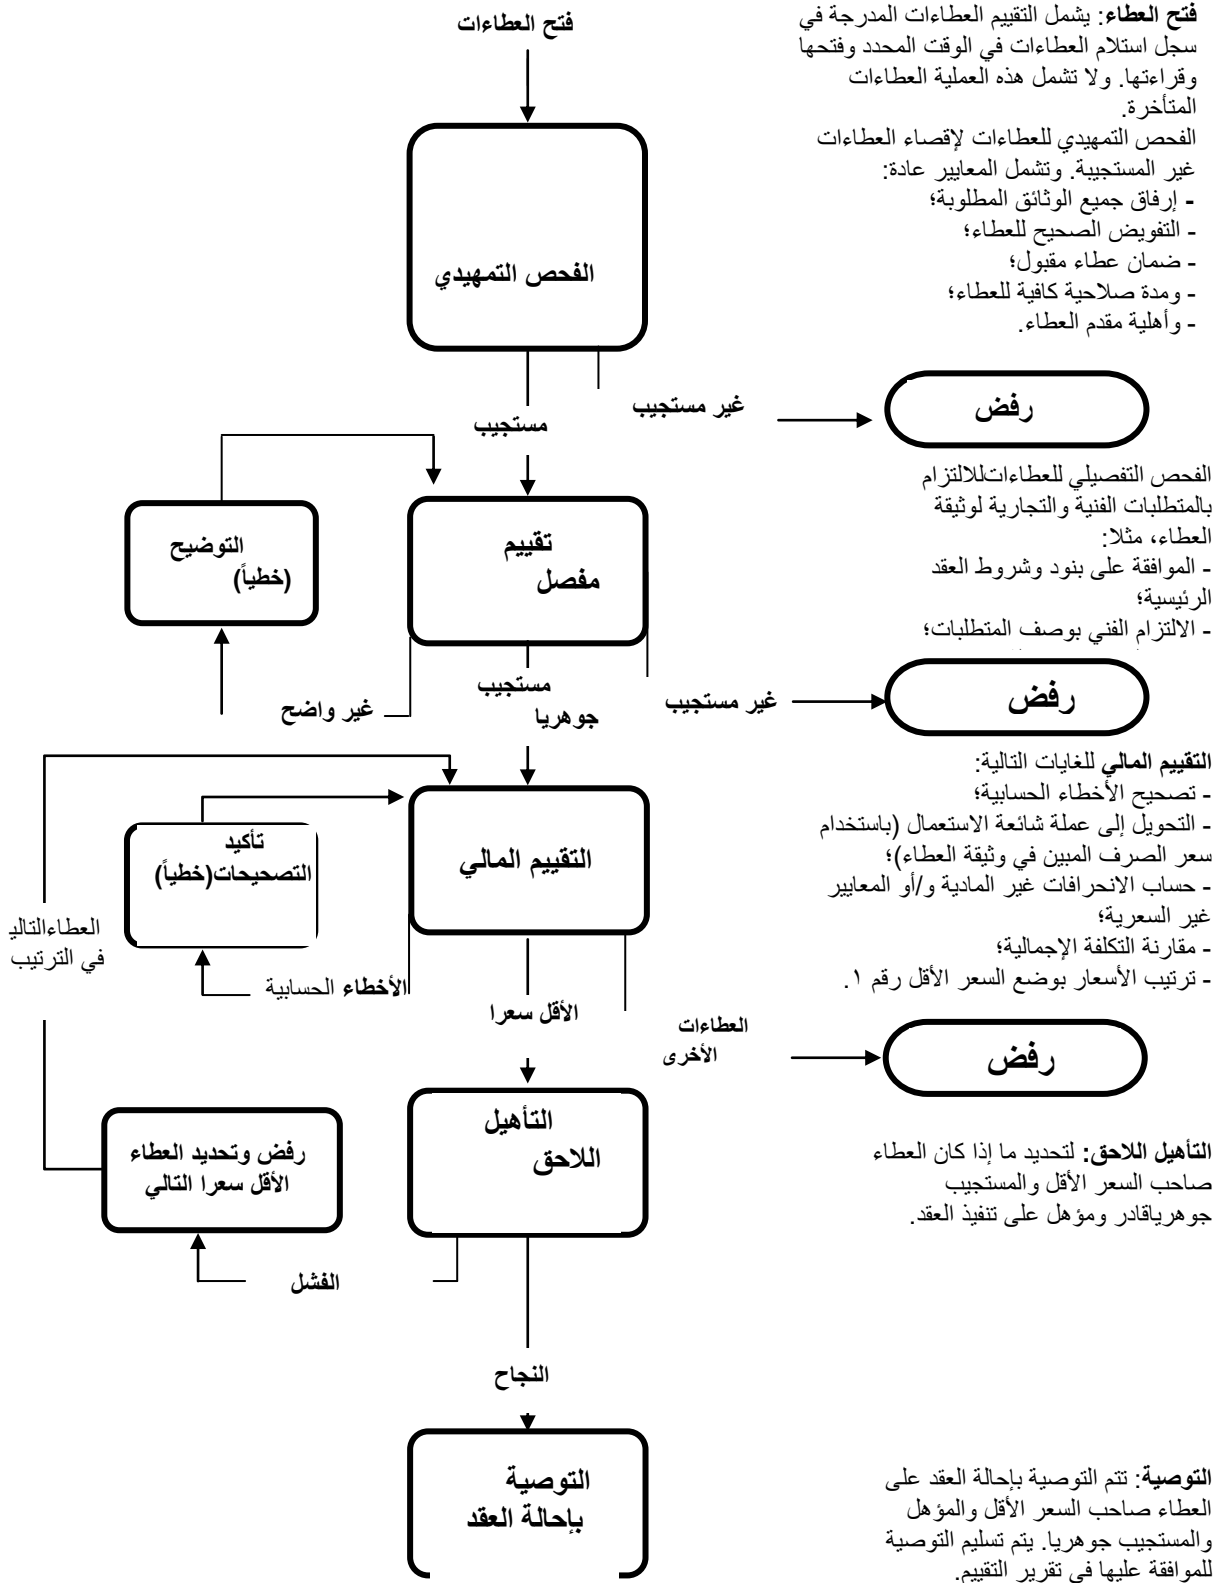 فتح العطاءات
فتح العطاء: يشمل التقييم العطاءات المدرجة في
سجل استلام العطاءات في الوقت المحدد وفتحها
وقراءتها. ولا تشمل هذه العملية العطاءات
المتأخرة.
الفحص التمهيدي للعطاءات لإقصاء العطاءات
غير المستجيبة. وتشمل المعايير عادة:
- إرفاق جميع الوثائق المطلوبة؛
- التفويض الصحيح للعطاء؛
- ضمان عطاء مقبول؛
- ومدة صلاحية كافية للعطاء؛
- وأهلية مقدم العطاء.
الفحص التمهيدي
رفض
غير مستجيب
مستجيب
الفحص التفصيلي للعطاءاتللالتزام
بالمتطلبات الفنية والتجارية لوثيقة
العطاء، مثلا:
- الموافقة على بنود وشروط العقد
الرئيسية؛
- الالتزام الفني بوصف المتطلبات؛
تقييم
مفصل
التوضيح
(خطياً)
رفض
غير مستجيب
مستجيب
جوهريا
غير واضح
التقييم المالي للغايات التالية:
- تصحيح الأخطاء الحسابية؛
- التحويل إلى عملة شائعة الاستعمال (باستخدام
سعر الصرف المبين في وثيقة العطاء)؛
- حساب الانحرافات غير المادية و/أو المعايير
غير السعرية؛
- مقارنة التكلفة الإجمالية؛
- ترتيب الأسعار بوضع السعر الأقل رقم ١.
التقييم المالي
تأكيد
التصحيحات(خطياً)
العطاءالتالي
في الترتيب
الأخطاء الحسابية
الأقل سعرا
العطاءات
الأخرى
رفض
التأهيل
اللاحق
رفض وتحديد العطاء
الأقل سعرا التالي
التأهيل اللاحق: لتحديد ما إذا كان العطاء
صاحب السعر الأقل والمستجيب
جوهرياقادر ومؤهل على تنفيذ العقد.
الفشل
النجاح
التوصية
بإحالة العقد
التوصية: تتم التوصية بإحالة العقد على
العطاء صاحب السعر الأقل والمؤهل
والمستجيب جوهريا. يتم تسليم التوصية
للموافقة عليها في تقرير التقييم.